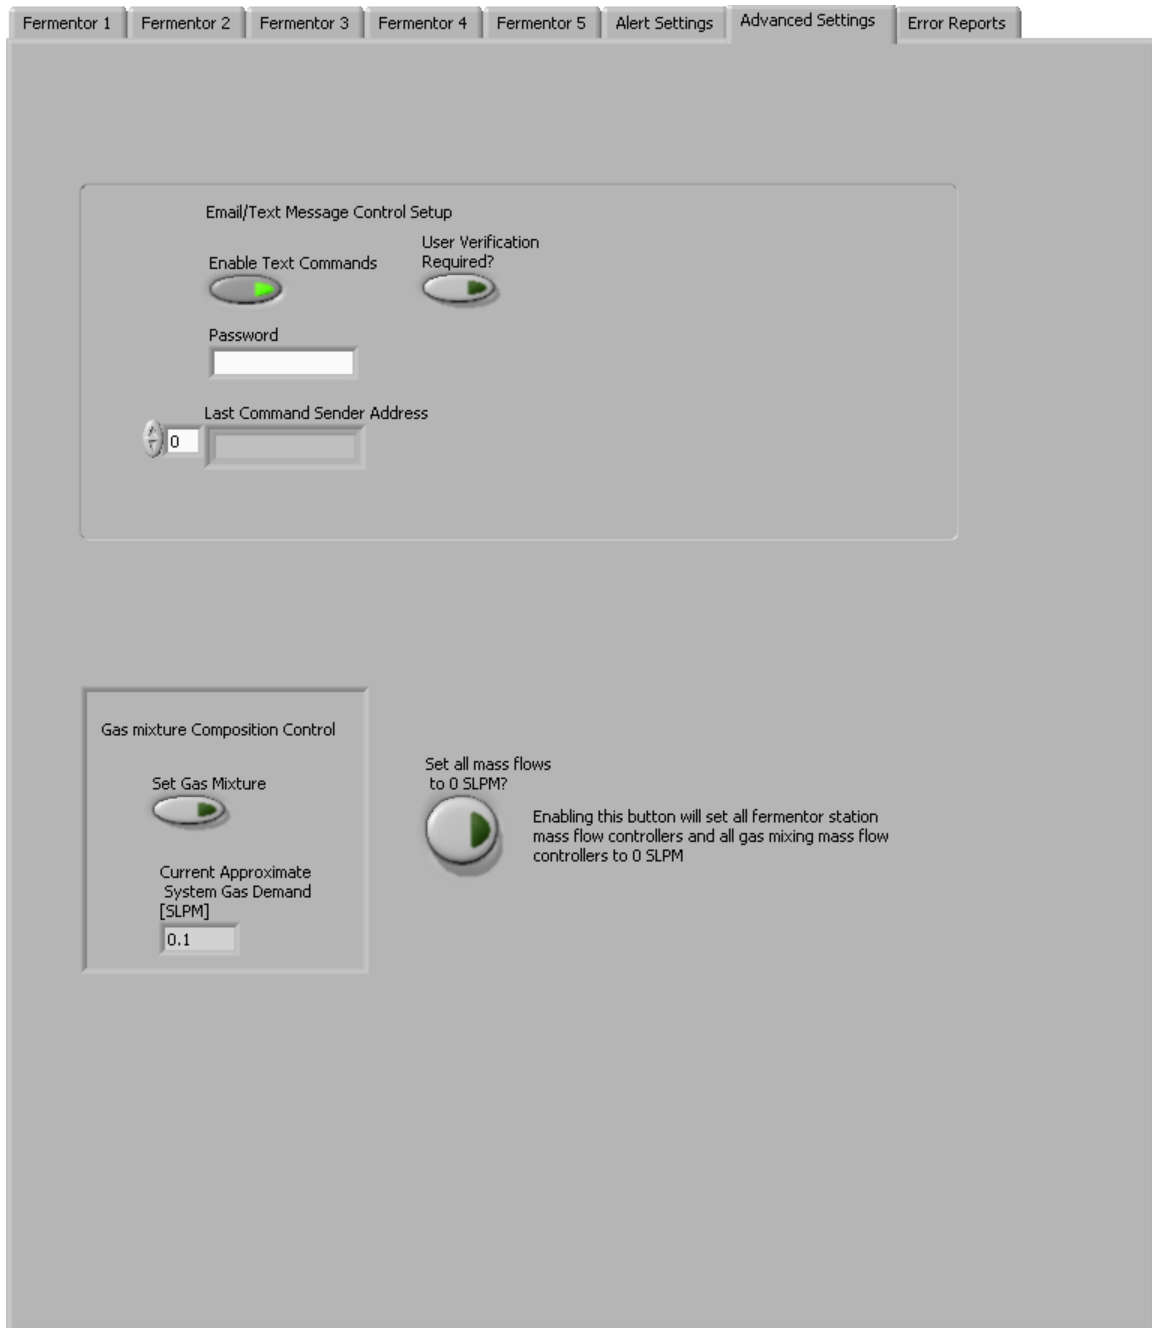 Fermentor 1 Fermentor 2 Fermentor 3 Fermentor 4 Fermentor 5 Alert Settings Advanced Settings Error Reports
Email/Text Message Control Setup
Enable Text Commands
User Verification
Required?
Password
Last Command Sender Address
0
Gas mixture Composition Control
Set Gas Mixture
Current Approximate
System Gas Demand
[SLPM]
0.1
Set all mass flows
to 0 SLPM?
Enabling this button will set all fermentor station
mass flow controllers and all gas mixing mass flow
controllers to 0 SLPM